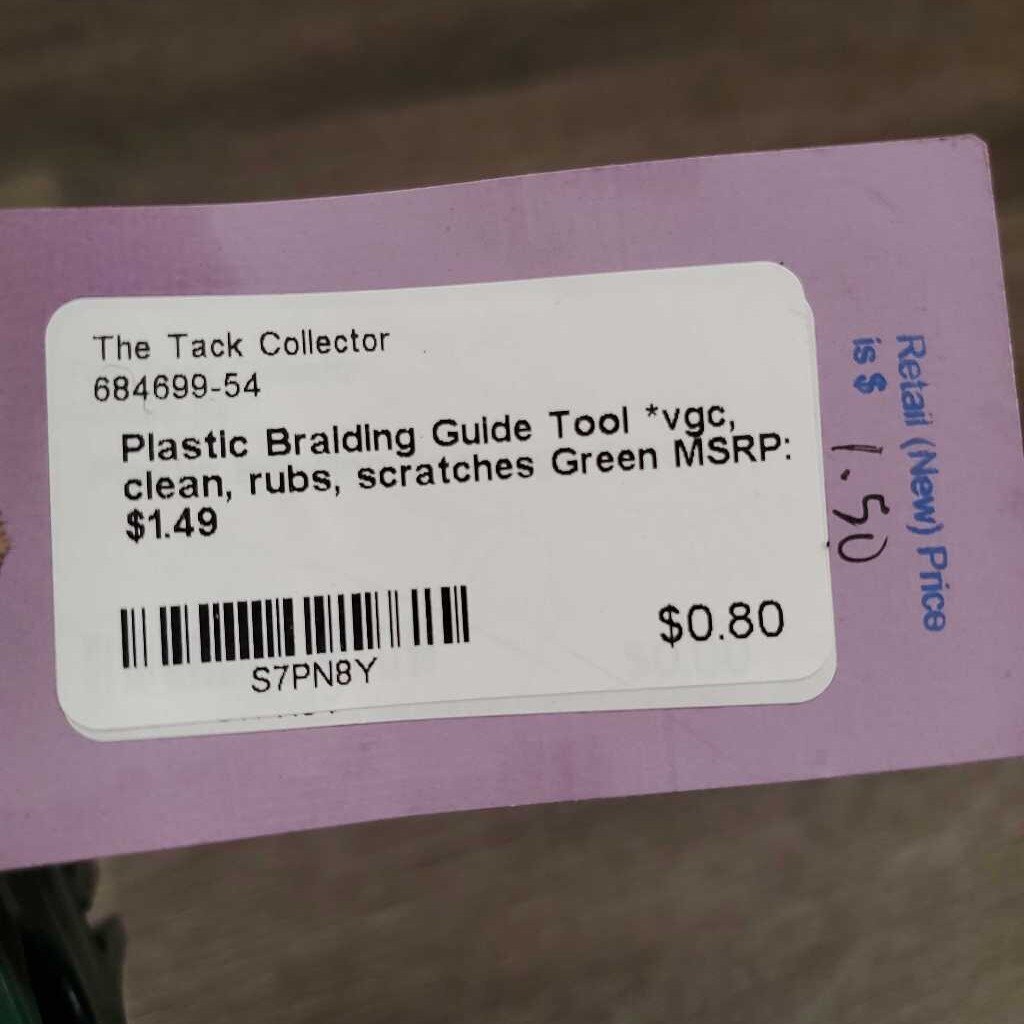 The Tack Collector
684699-54
Plastic Braiding Guide Tool *vgc,
clean, rubs, scratches Green MSRP:
$1.49
S7PN8Y
$0.80
Retail (New) Price
is $ 1.50